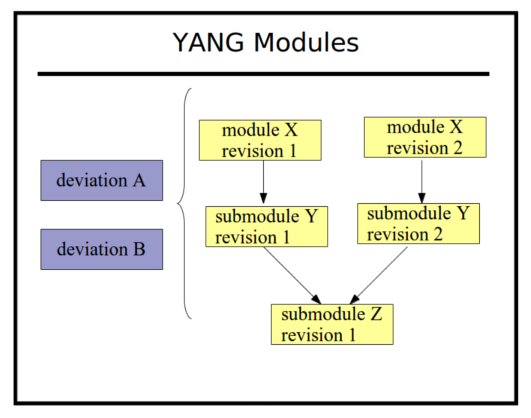 YANG Modules
deviation A
deviation B
module X
revision 1
module X
revision 2
submodule Y
revision 1
submodule Y
revision 2
submodule Z
revision 1